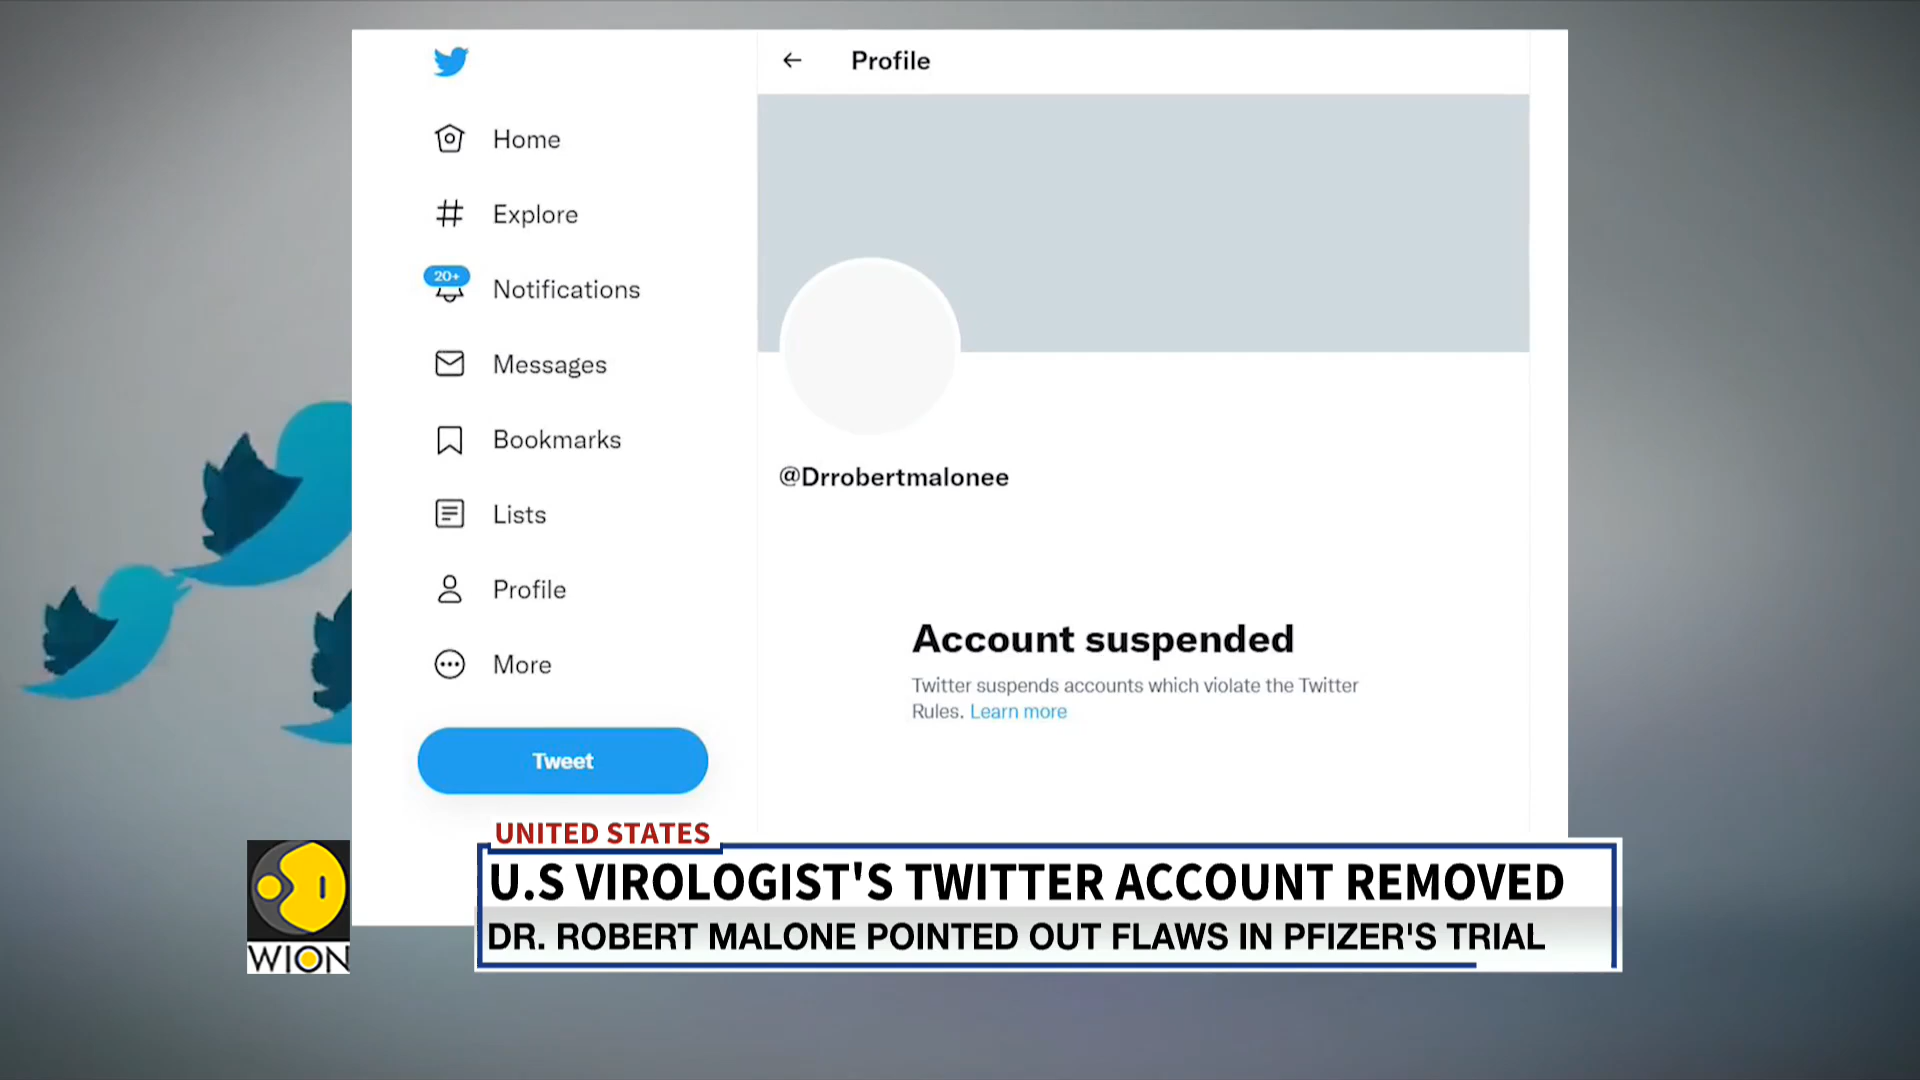 Profile
Home
Explore
20+
Notifications
Messages
Bookmarks
Lists
Profile
More
Tweet
@Drrobertmalonee
Account suspended
Twitter suspends accounts which violate the Twitter
Rules. Learn more
UNITED STATES
U.S VIROLOGIST'S TWITTER ACCOUNT REMOVED
DR. ROBERT MALONE POINTED OUT FLAWS IN PFIZER'S TRIAL
WION